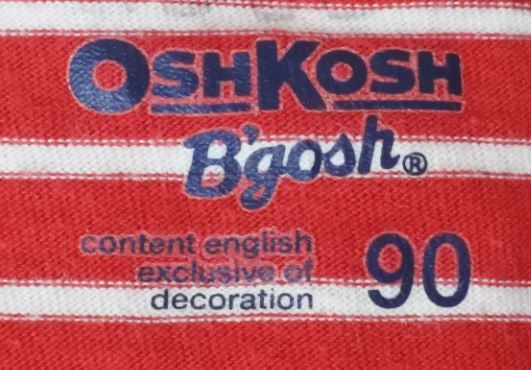 OSHKOSH
B'gosh®
content english
exclusive of
decoration
90